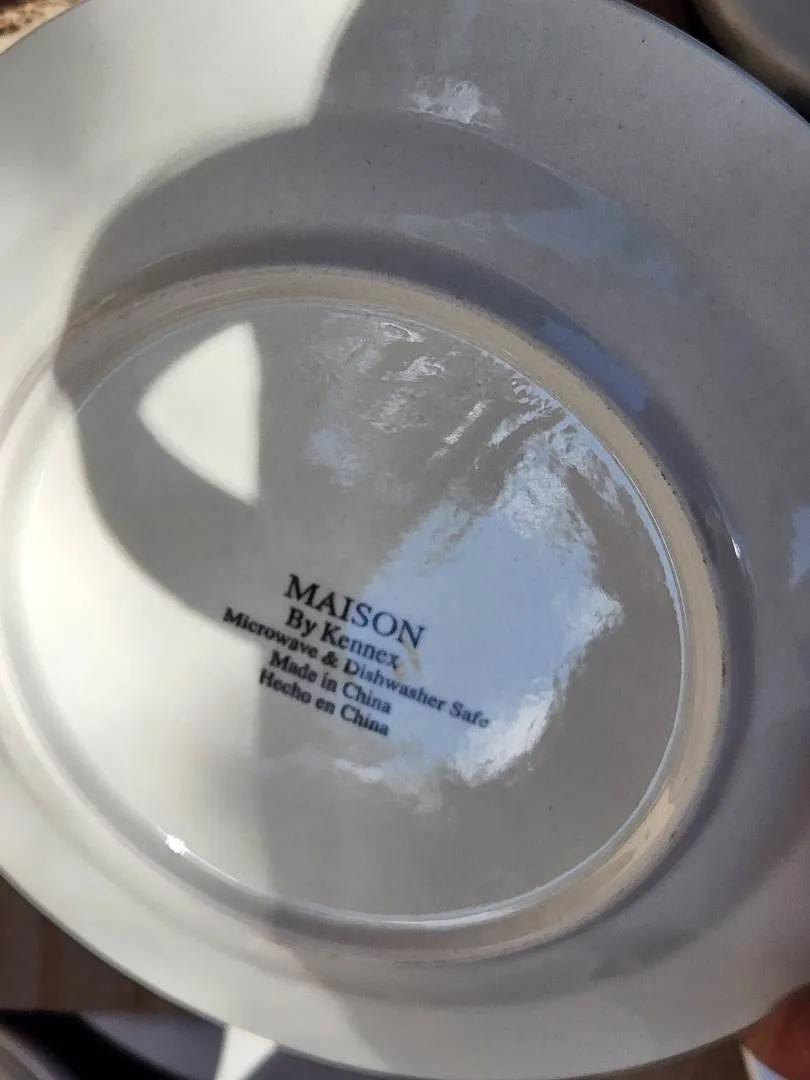 MAISON
By Kennex
Microwave & Dishwasher Safe
Made in China
Hecho en China